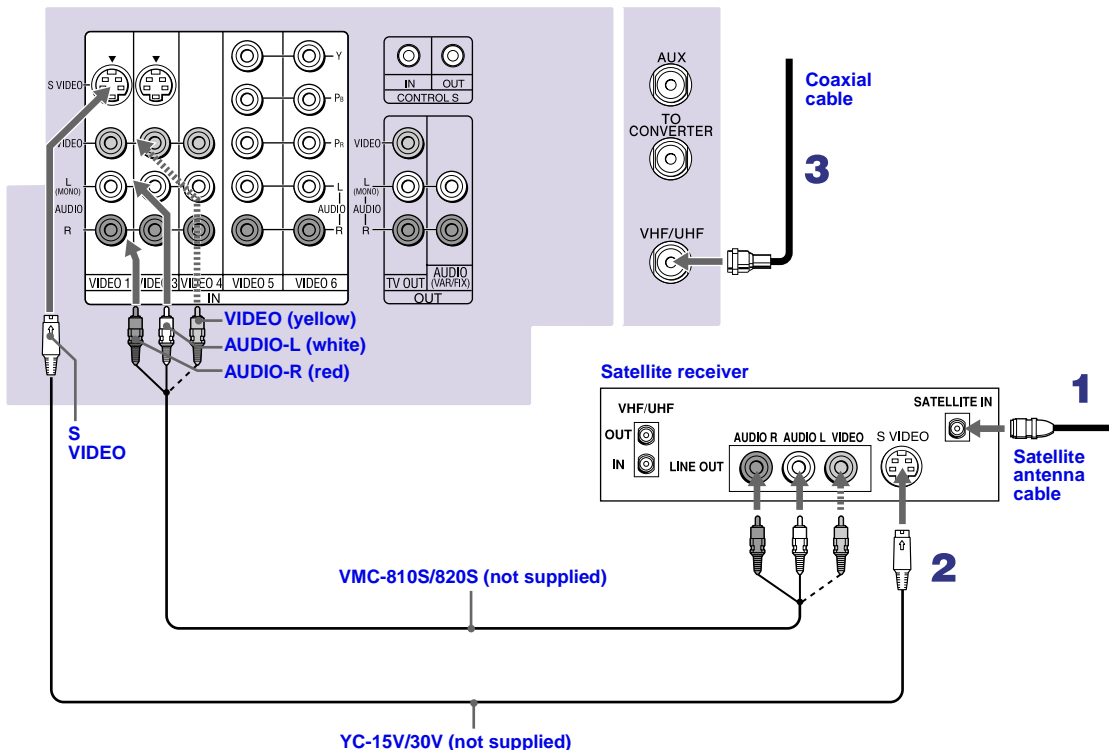 S VIDEO
VIDEO
L
(MONO)
AUDIO
R
Y
PB
PR
L
AUDIO
R
VIDEO 1
VIDEO 3
VIDEO 4
VIDEO 5
VIDEO 6
IN
IN
OUT
CONTROL S
VIDEO
L
(MONO)
AUDIO
R
TV OUT
AUDIO
(VAR/FIX)
OUT
AUX
TO
CONVERTER
VHF/UHF
Coaxial
cable
3
VIDEO (yellow)
AUDIO-L (white)
AUDIO-R (red)
S
VIDEO
Satellite receiver
VHF/UHF
OUT
IN
LINE OUT
AUDIO R
AUDIO L
VIDEO
S VIDEO
SATELLITE IN
1
Satellite
antenna
cable
2
VMC-810S/820S (not supplied)
YC-15V/30V (not supplied)